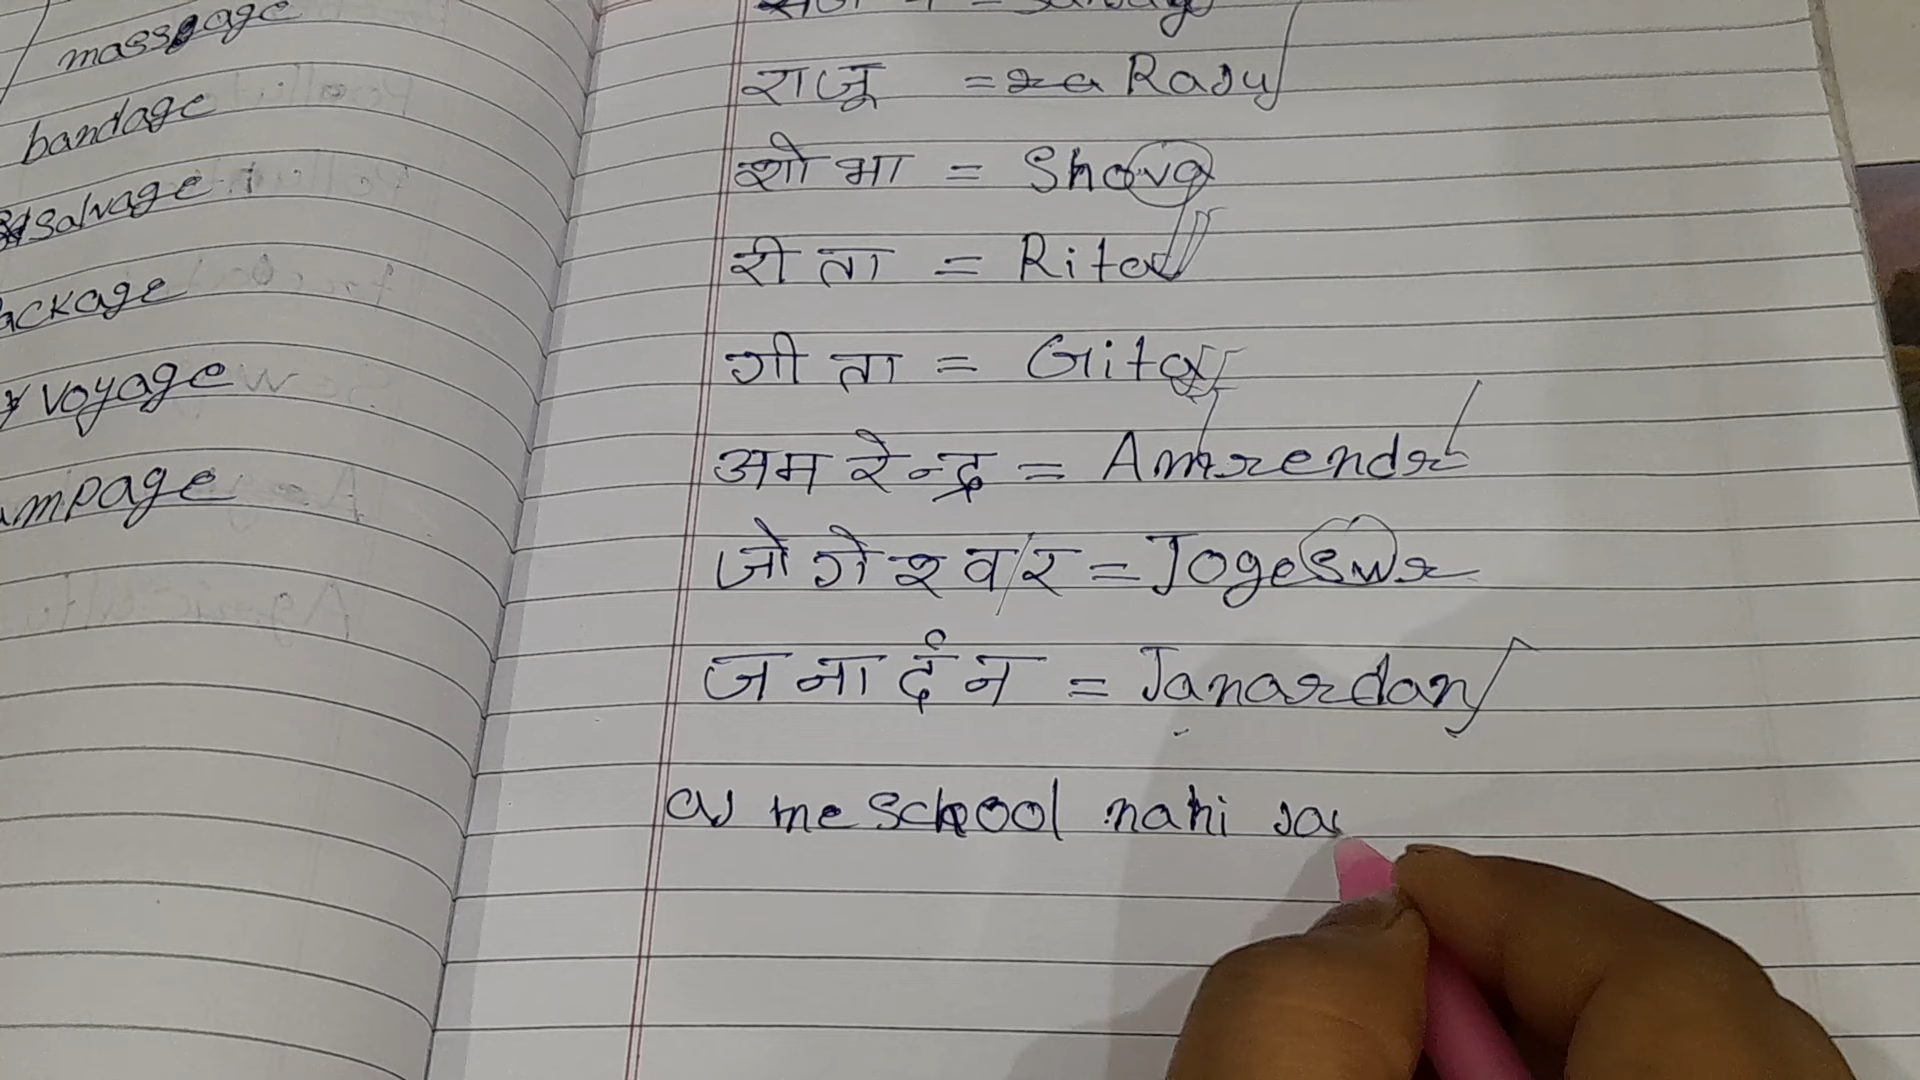 massage
bandage
salvage
ackage
voyage
mpage
राजू = Raju
शोभा = Shova
रीता = Rita
गीता = Gita
अमरेन्द्र = Amrendr
जोगेश्वर = Jogeswr
जनार्दन = Janardan
a) me school nahi ja